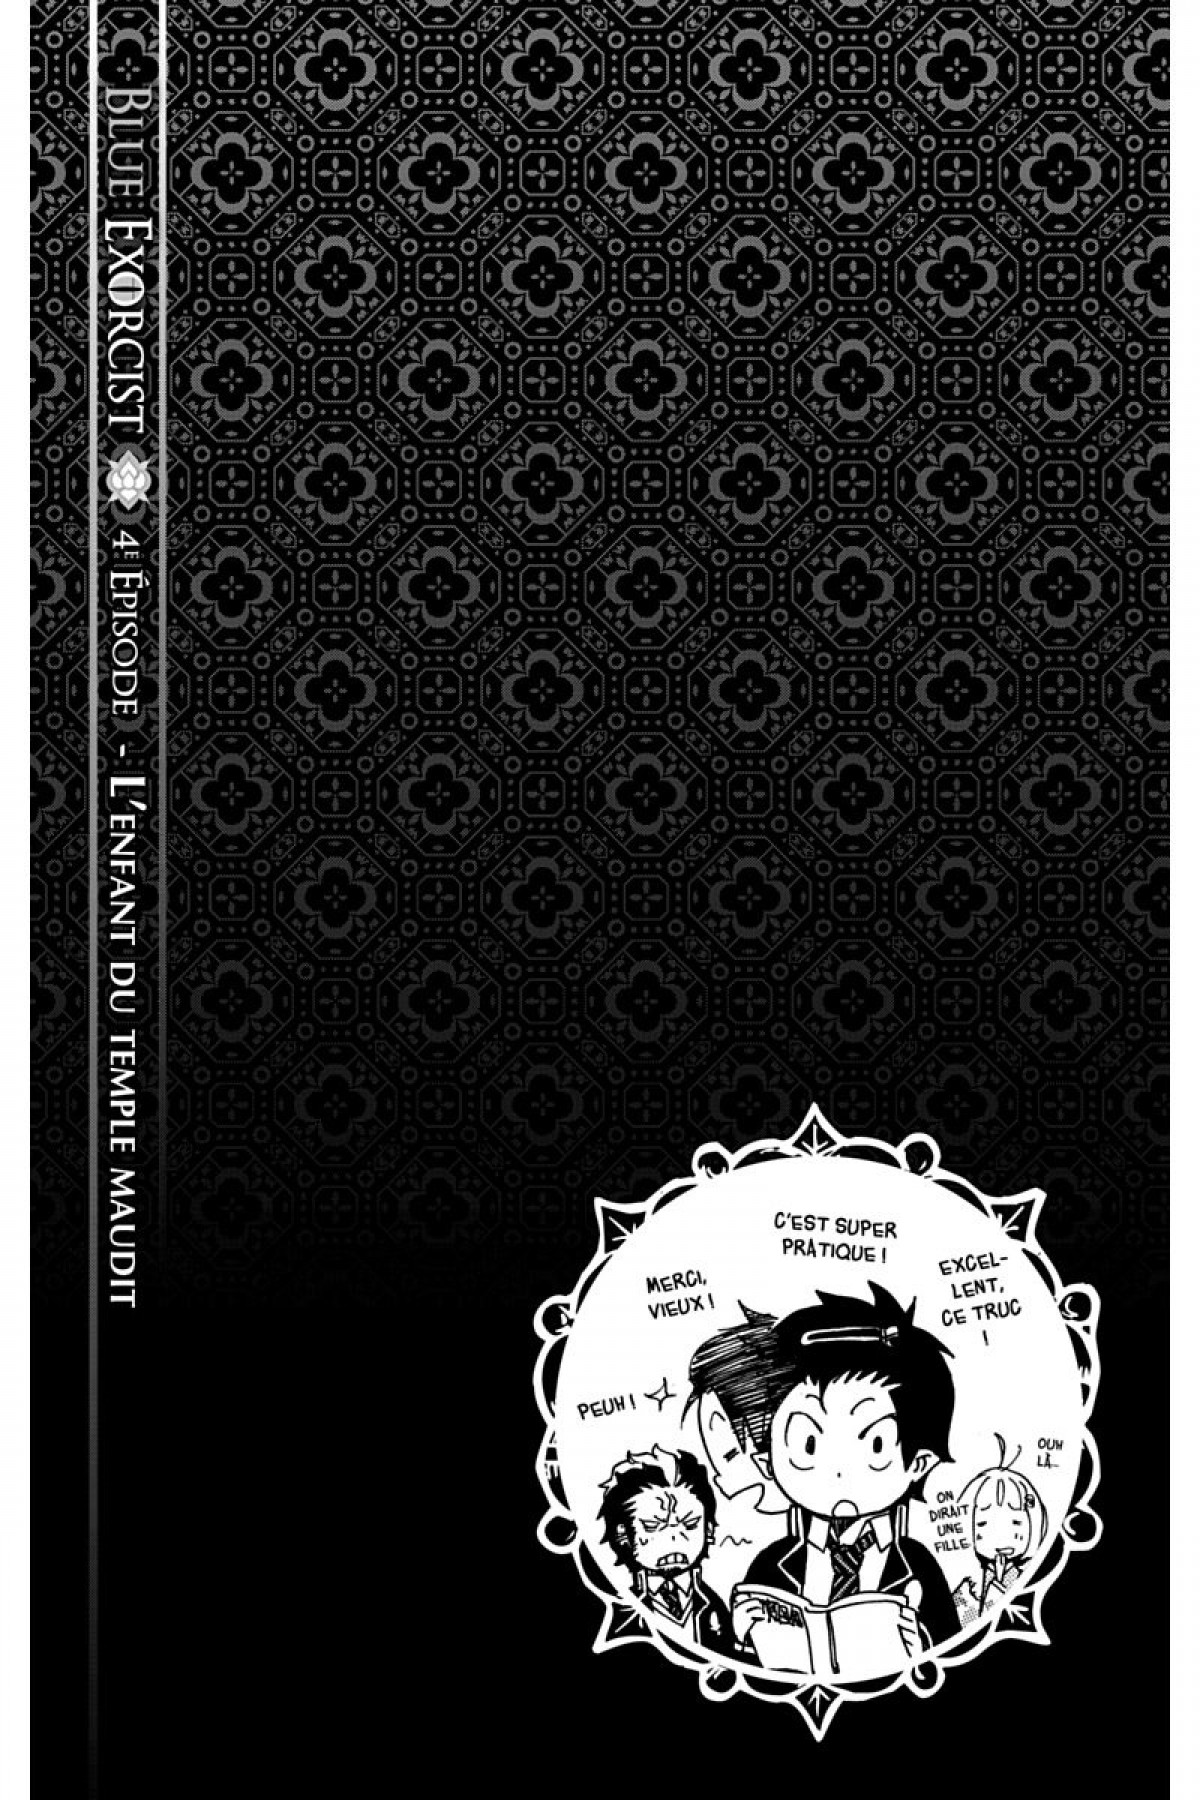 BLUE EXORCIST 4E ÉPISODE - L'ENFANT DU TEMPLE MAUDIT
C'EST SUPER
PRATIQUE !
EXCEL-
LENT,
CE TRUC
!
MERCI,
VIEUX !
PEUH !
OUH
LÀ...
ON
DIRAIT
UNE
FILLE